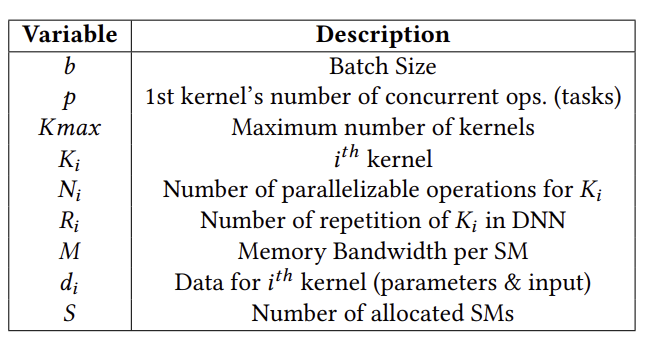 Variable Description
b Batch Size
p 1st kernel's number of concurrent ops. (tasks)
Kmax Maximum number of kernels
K_i i^{th} kernel
N_i Number of parallelizable operations for K_i
R_i Number of repetition of K_i in DNN
M Memory Bandwidth per SM
d_i Data for i^{th} kernel (parameters & input)
S Number of allocated SMs